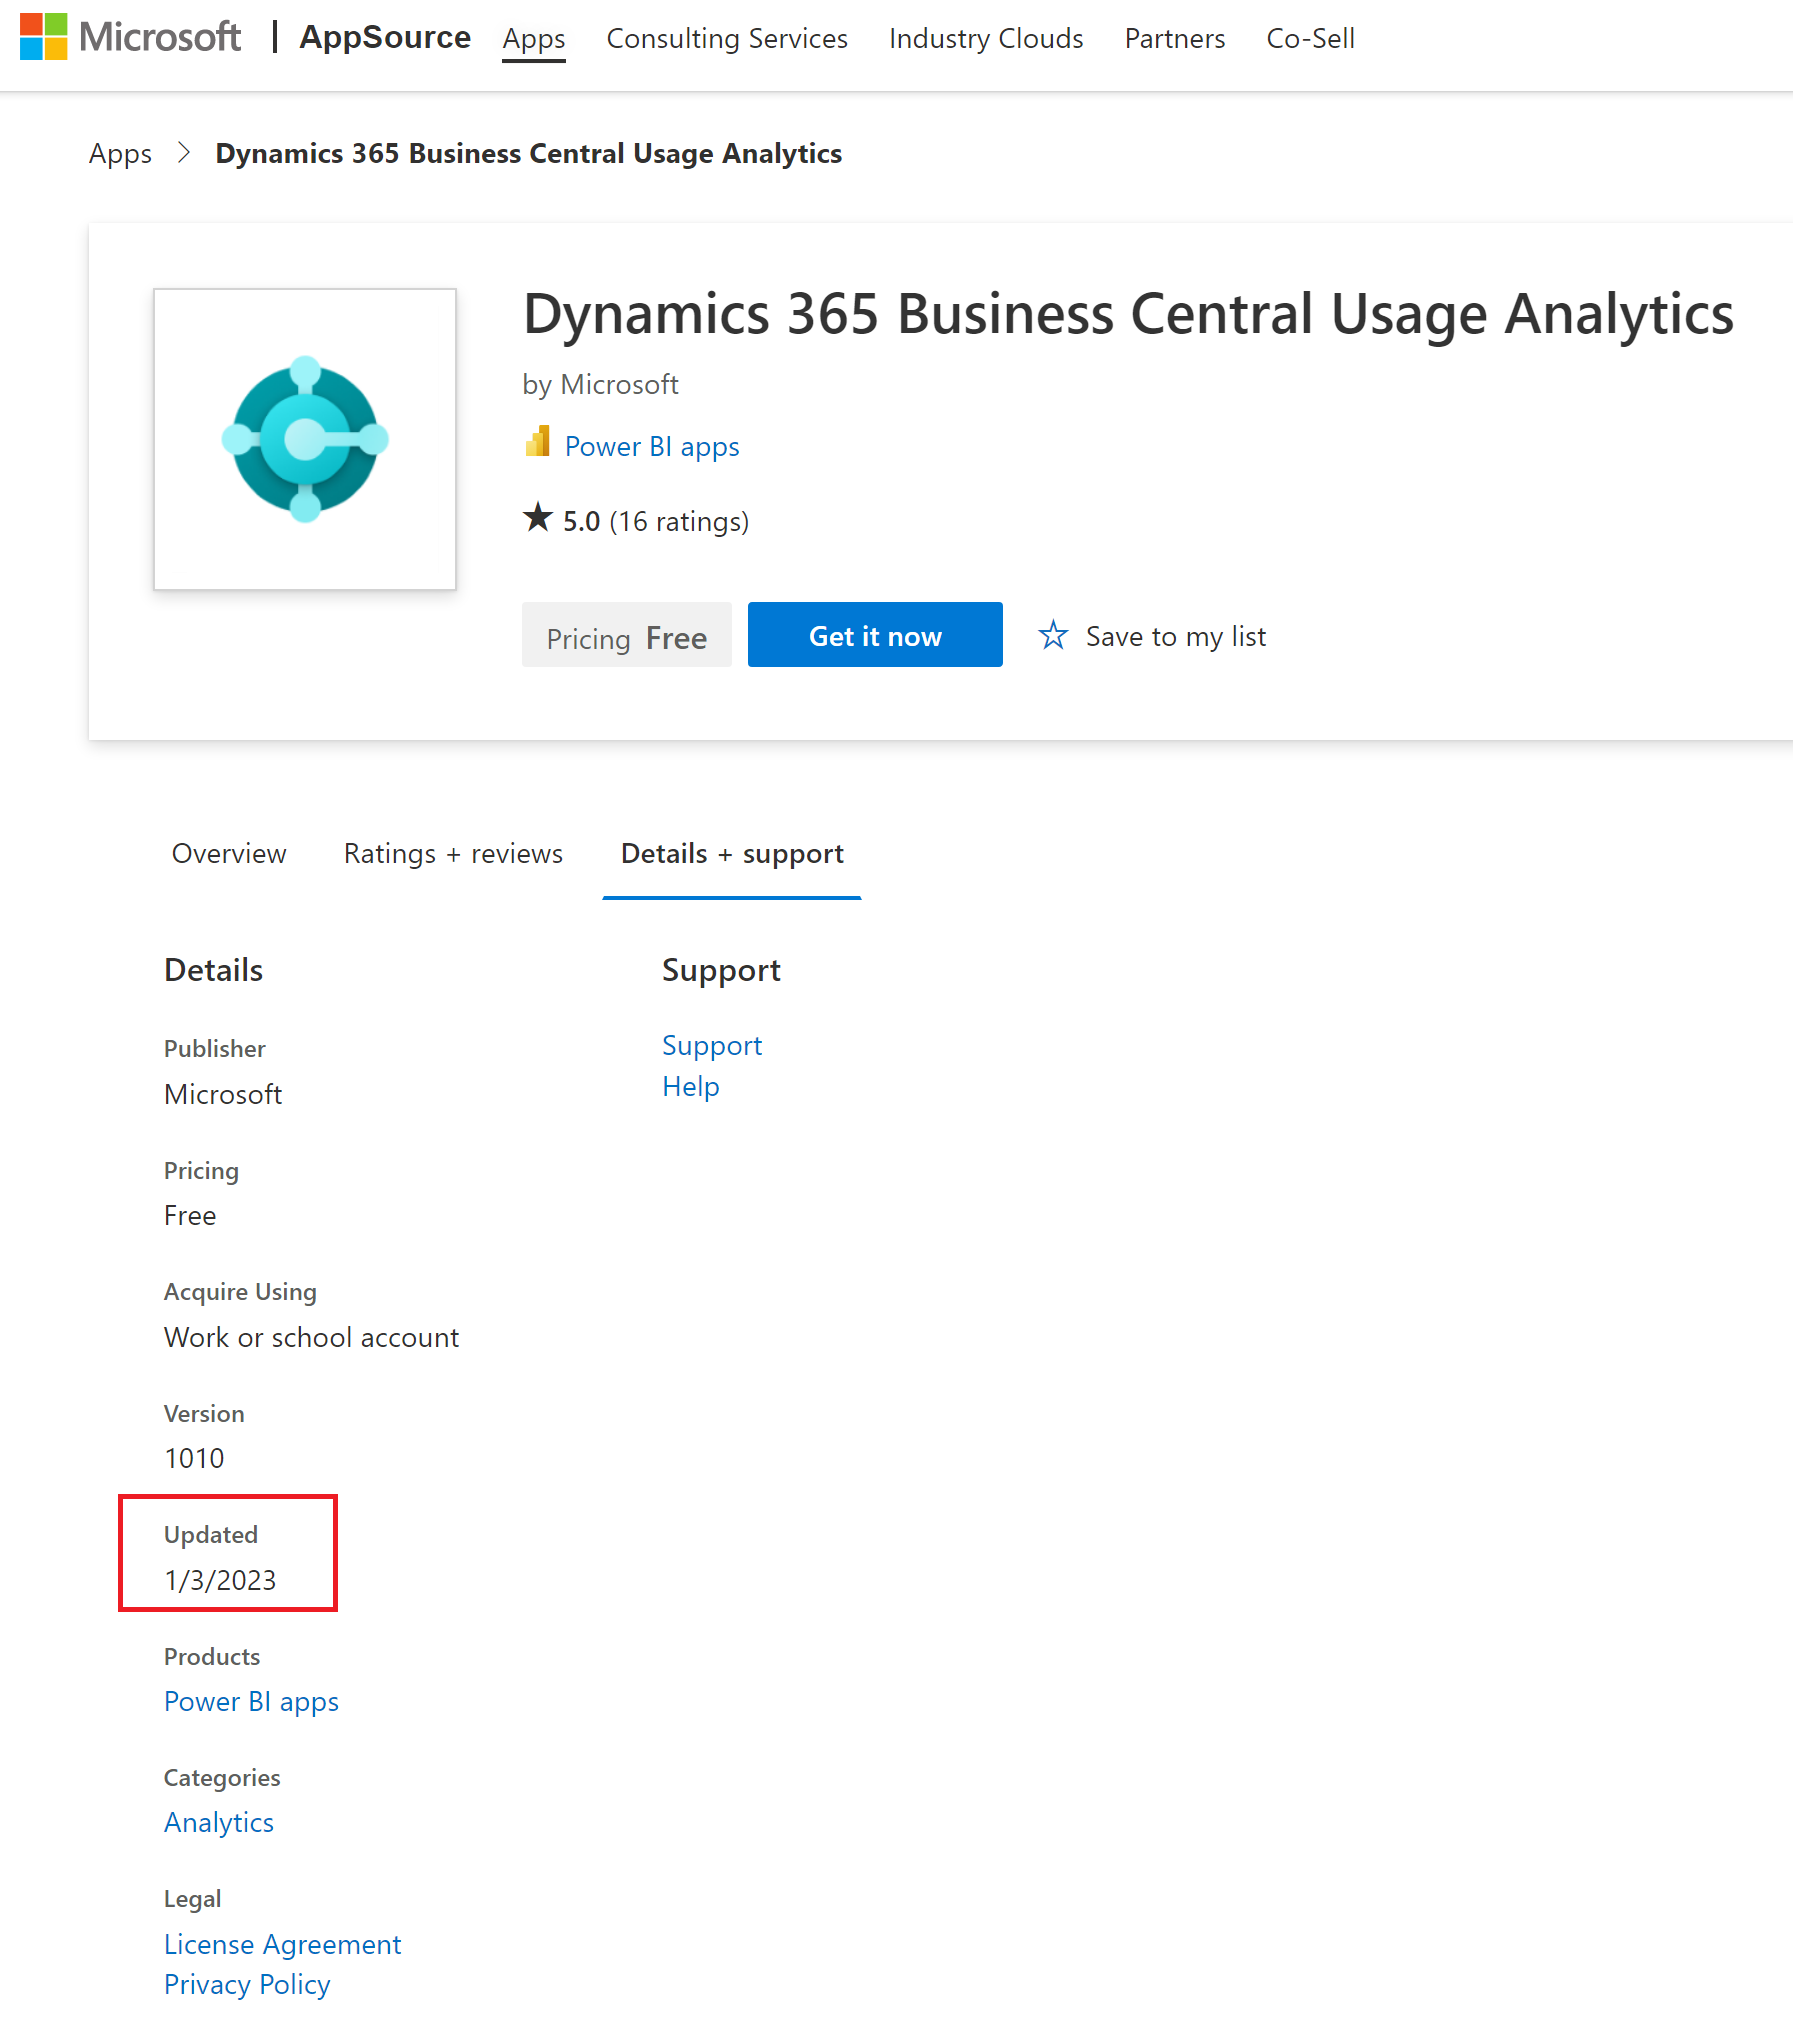 Microsoft | AppSource Apps Consulting Services Industry Clouds Partners Co-Sell
Apps > Dynamics 365 Business Central Usage Analytics
Dynamics 365 Business Central Usage Analytics
by Microsoft
Power BI apps
★ 5.0 (16 ratings)
Pricing Free Get it now ☆ Save to my list
Overview Ratings + reviews Details + support
Details
Publisher
Microsoft
Pricing
Free
Acquire Using
Work or school account
Version
1010
Updated
1/3/2023
Products
Power BI apps
Categories
Analytics
Legal
License Agreement
Privacy Policy
Support
Support
Help